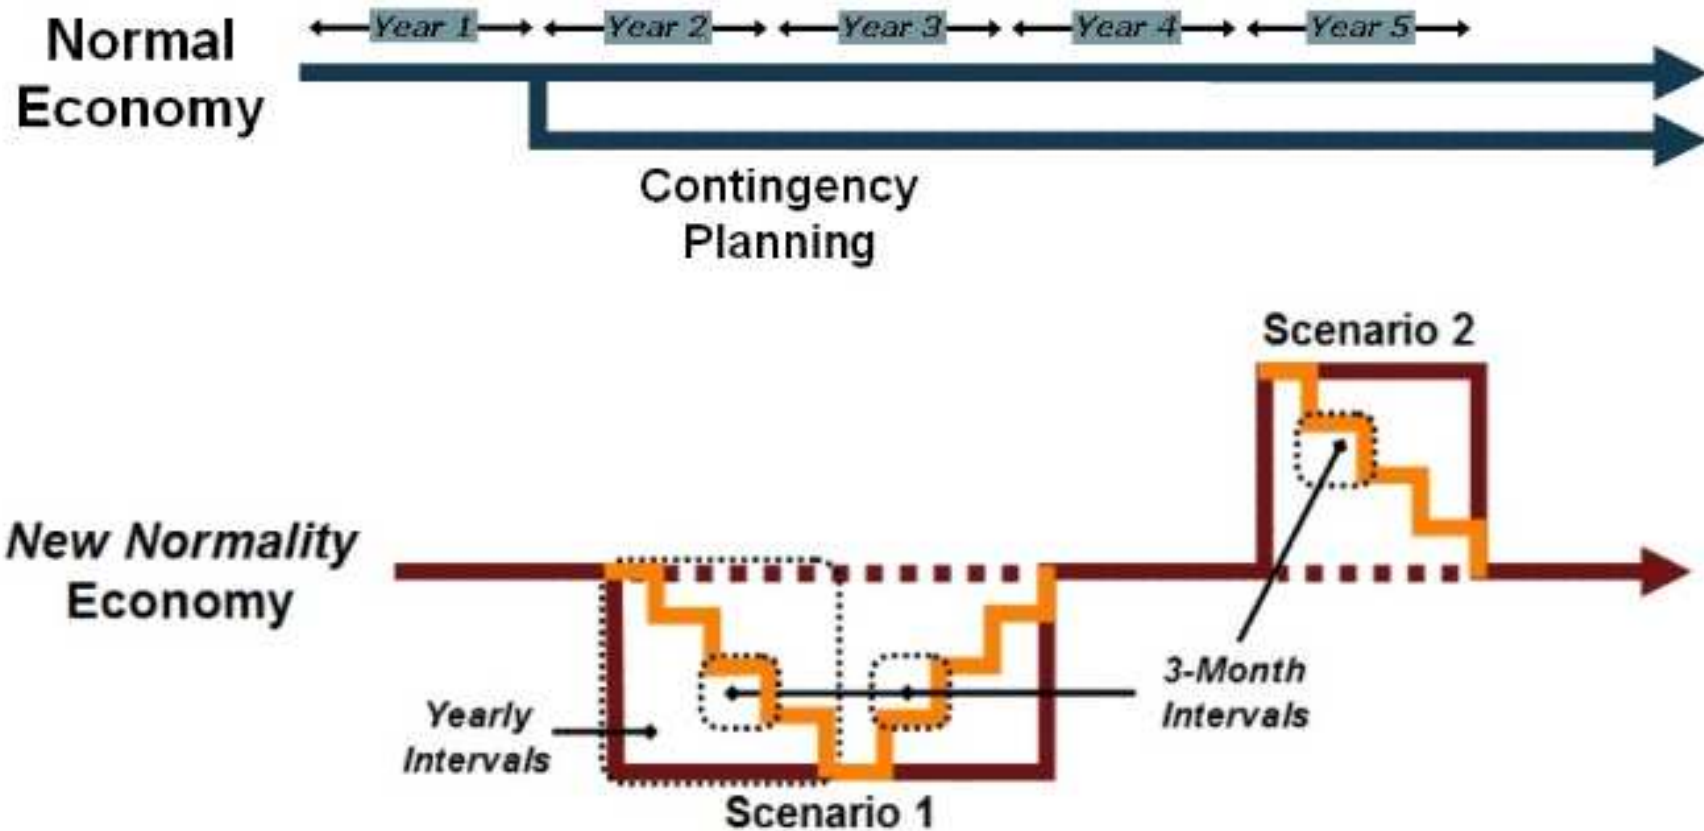 Normal
Economy
Year 1
Year 2
Year 3
Year 4
Year 5
Contingency
Planning
Scenario 2
New Normality
Economy
Yearly
Intervals
3-Month
Intervals
Scenario 1